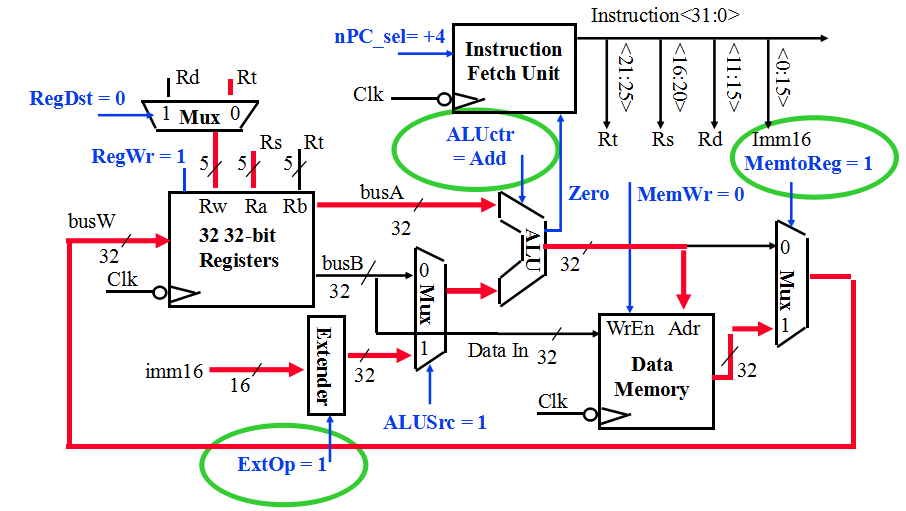 Instruction<31:0>
nPC_sel= +4
Instruction
Fetch Unit
Clk
<21:25>
<16:20>
<11:15>
<0:15>
Rt
Rs
Rd
Imm16
Rd
Rt
RegDst = 0
1 Mux 0
ALUctr
= Add
MemtoReg = 1
RegWr = 1
5
5
Rs
5
Rt
Zero
MemWr = 0
busW
32
Rw Ra Rb
32 32-bit
Registers
Clk
busA
32
busB
32
0
Mux
1
ALU
32
0
Mux
1
imm16
16
Extender
32
Data In
32
WrEn Adr
Data
Memory
32
Clk
ALUSrc = 1
ExtOp = 1